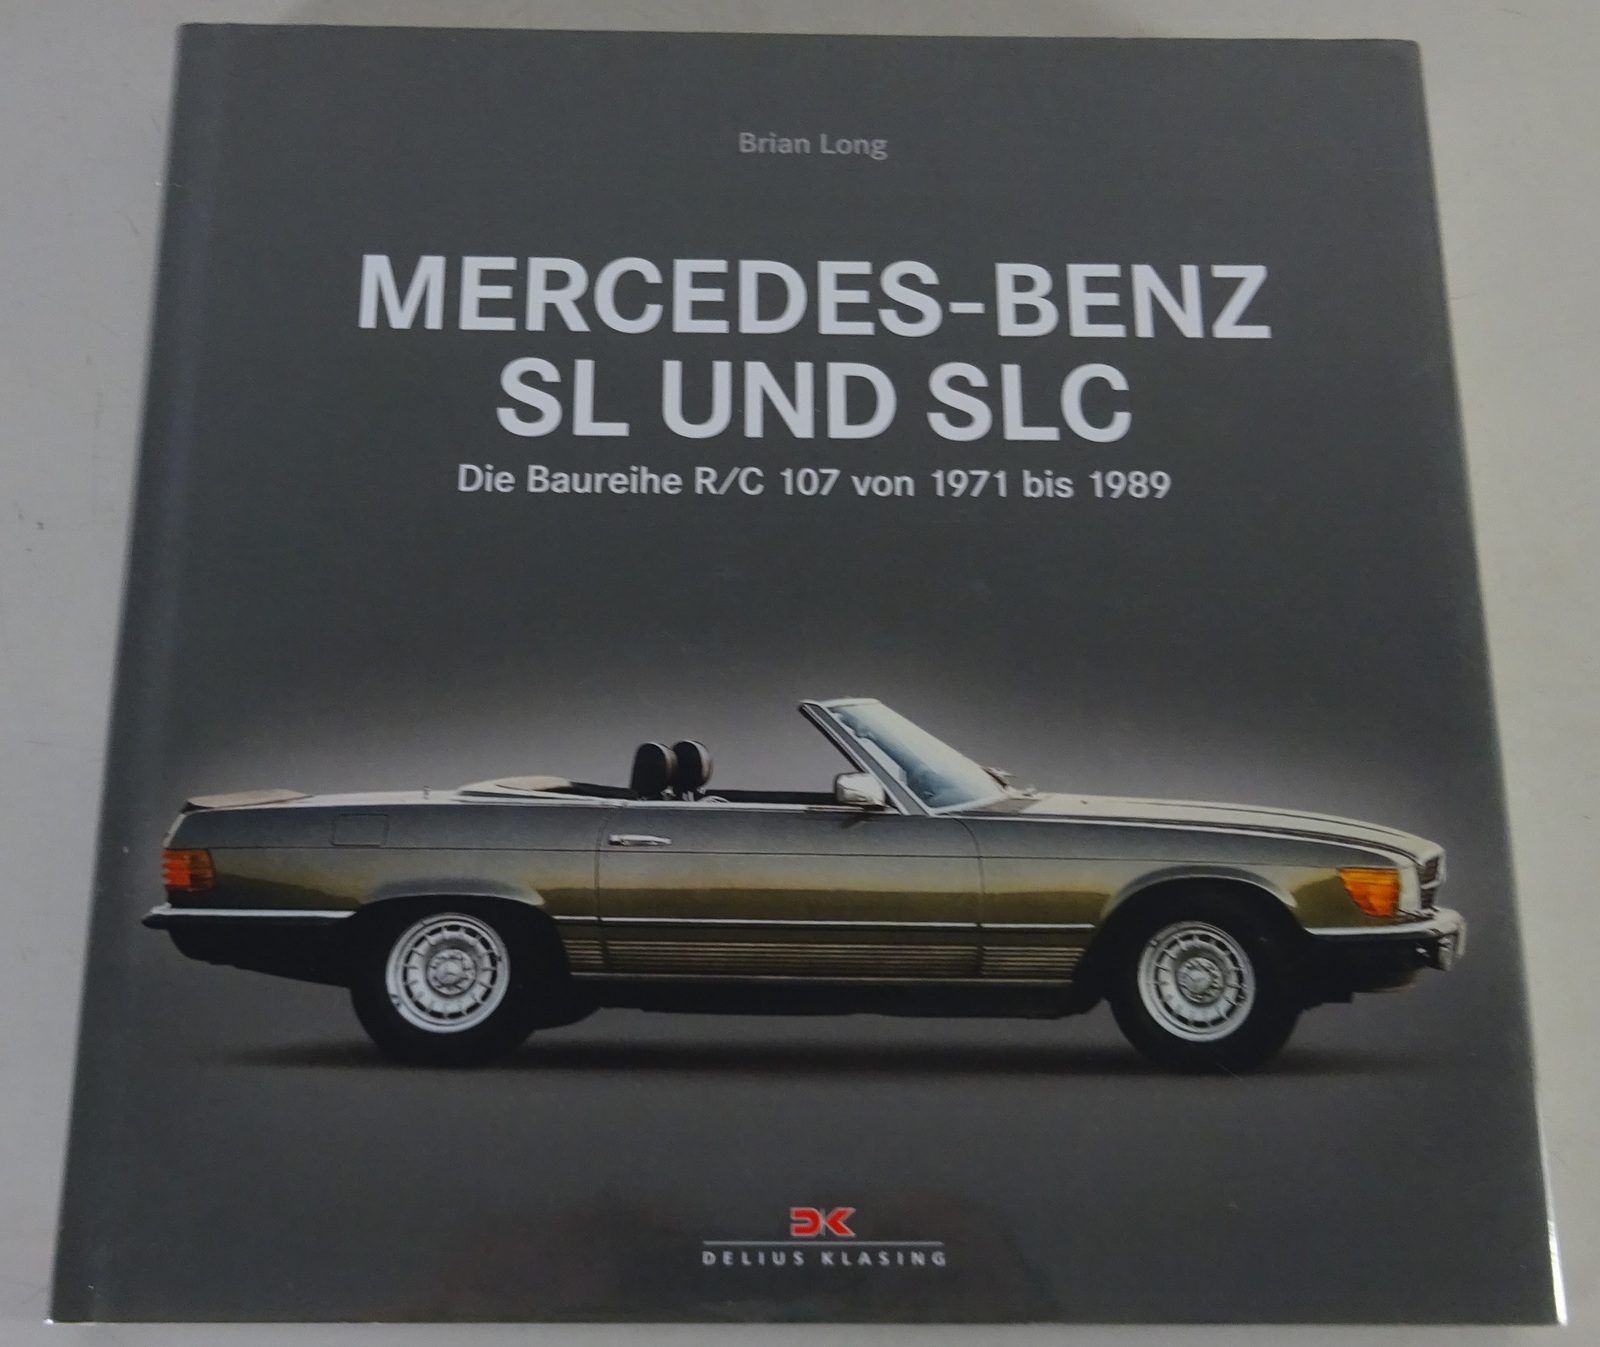 Brian Long
MERCEDES-BENZ
SL UND SLC
Die Baureihe R/C 107 von 1971 bis 1989
DK
DELIUS KLASING